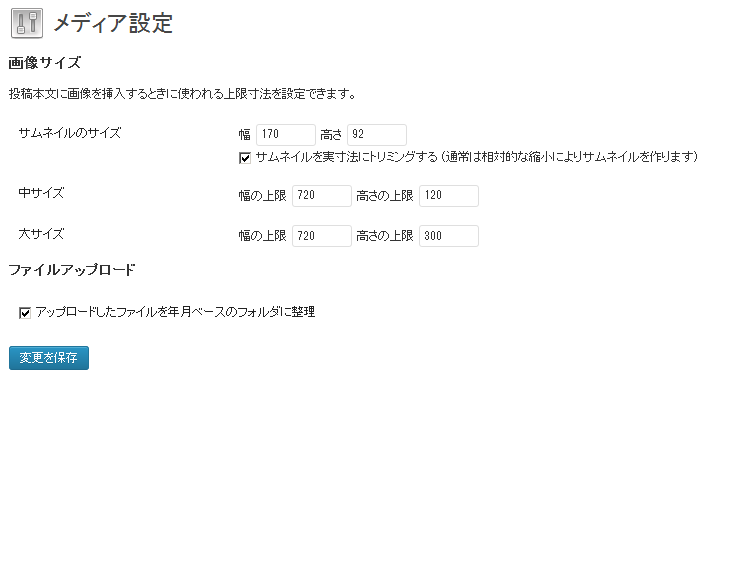 メディア設定
画像サイズ
投稿本文に画像を挿入するときに使われる上限寸法を設定できます。
サムネイルのサイズ 幅 170 高さ 92
サムネイルを実寸法にトリミングする (通常は相対的な縮小によりサムネイルを作ります)
中サイズ 幅の上限 720 高さの上限 120
大サイズ 幅の上限 720 高さの上限 300
ファイルアップロード
アップロードしたファイルを年月ベースのフォルダに整理
変更を保存